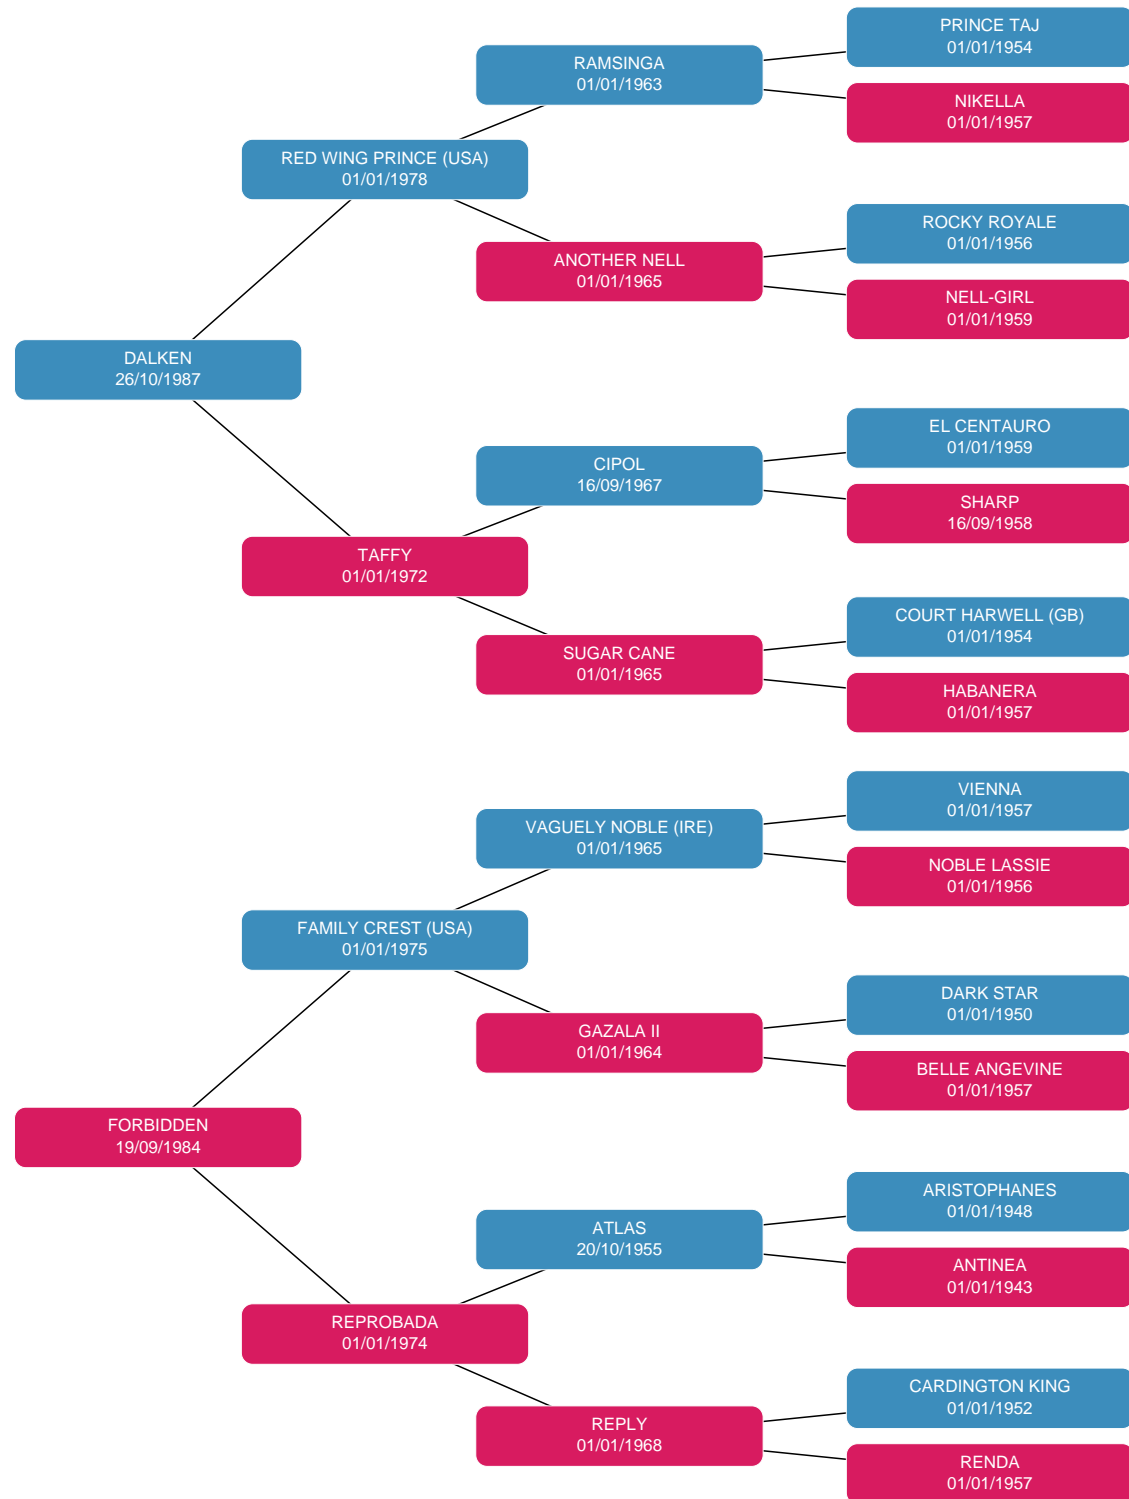 PRINCE TAJ
01/01/1954
RAMSINGA
01/01/1963
NIKELLA
01/01/1957
RED WING PRINCE (USA)
01/01/1978
ROCKY ROYALE
01/01/1956
ANOTHER NELL
01/01/1965
NELL-GIRL
01/01/1959
DALKEN
26/10/1987
EL CENTAURO
01/01/1959
CIPOL
16/09/1967
SHARP
16/09/1958
TAFFY
01/01/1972
COURT HARWELL (GB)
01/01/1954
SUGAR CANE
01/01/1965
HABANERA
01/01/1957
VIENNA
01/01/1957
VAGUELY NOBLE (IRE)
01/01/1965
NOBLE LASSIE
01/01/1956
FAMILY CREST (USA)
01/01/1975
DARK STAR
01/01/1950
GAZALA II
01/01/1964
BELLE ANGEVINE
01/01/1957
FORBIDDEN
19/09/1984
ARISTOPHANES
01/01/1948
ATLAS
20/10/1955
ANTINEA
01/01/1943
REPROBADA
01/01/1974
CARDINGTON KING
01/01/1952
REPLY
01/01/1968
RENDA
01/01/1957